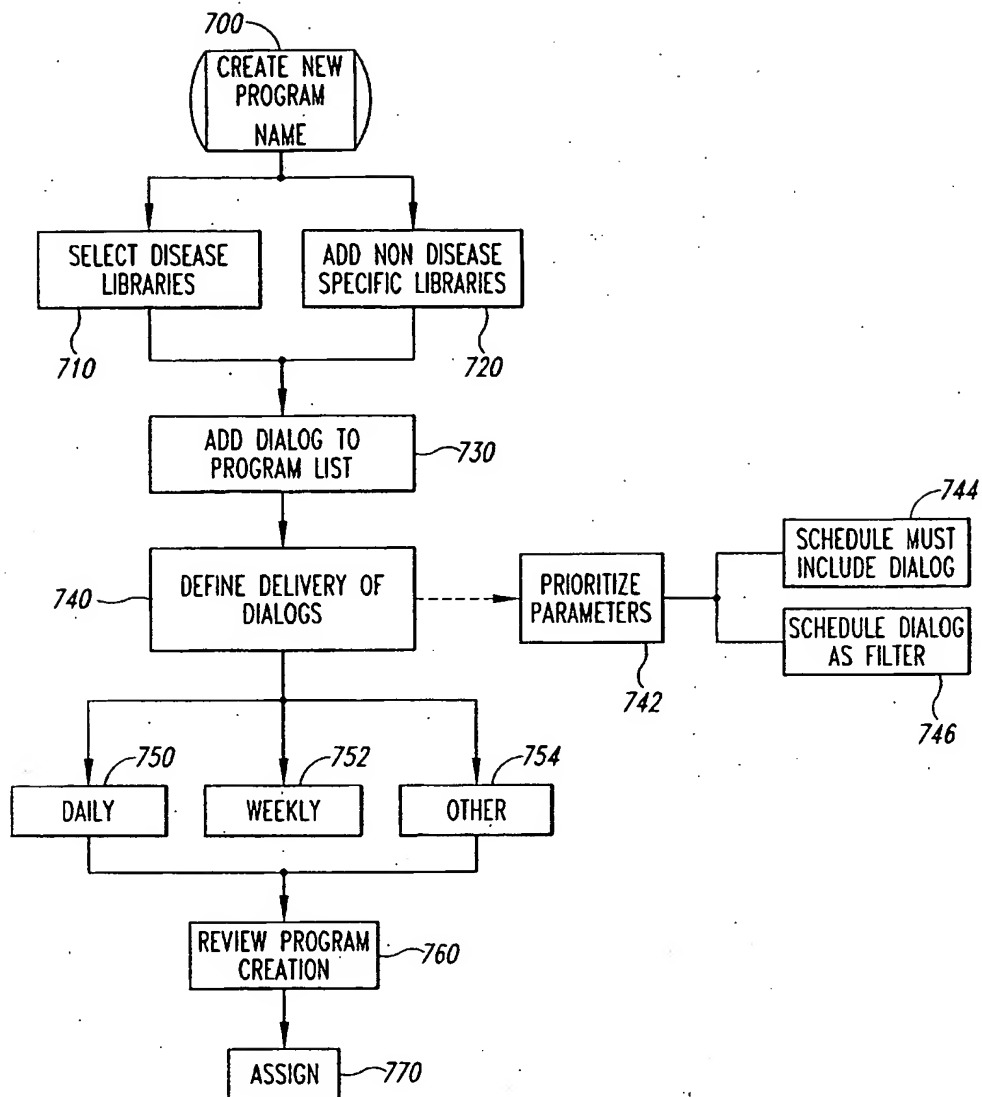 700
CREATE NEW
PROGRAM
NAME
SELECT DISEASE
LIBRARIES
710
ADD NON DISEASE
SPECIFIC LIBRARIES
720
ADD DIALOG TO
PROGRAM LIST
730
740
DEFINE DELIVERY OF
DIALOGS
PRIORITIZE
PARAMETERS
742
744
SCHEDULE MUST
INCLUDE DIALOG
SCHEDULE DIALOG
AS FILTER
746
750
DAILY
752
WEEKLY
754
OTHER
REVIEW PROGRAM
CREATION
760
ASSIGN
770